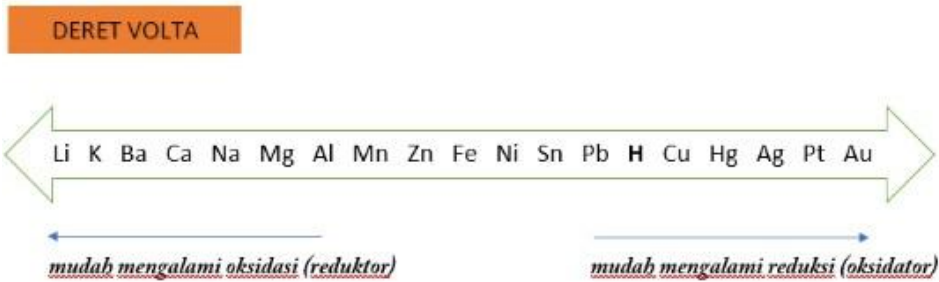 DERET VOLTA
Li K Ba Ca Na Mg Al Mn Zn Fe Ni Sn Pb H Cu Hg Ag Pt Au
mudah mengalami oksidasi (reduktor)
mudah mengalami reduksi (oksidator)